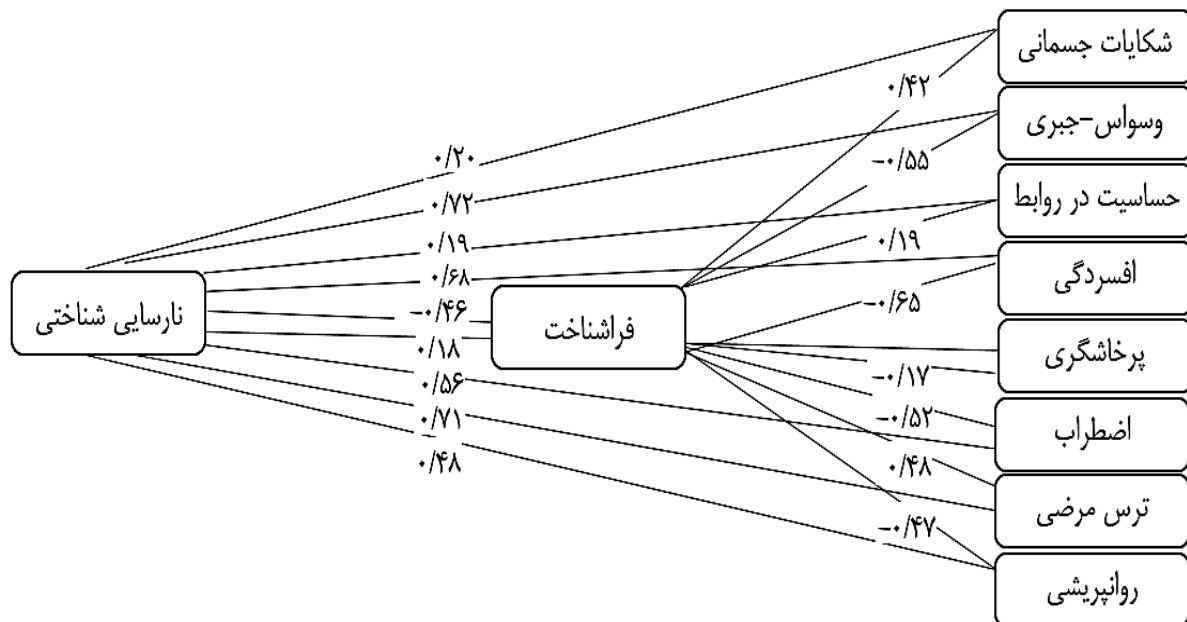 شکایات جسمانی
۰/۴۲
وسواس-جبری
۰/۲۰
-۰/۵۵
۰/۷۲
حساسیت در روابط
۰/۱۹
۰/۱۹
افسردگی
۰/۶۸
-۰/۶۵
نارسایی شناختی
-۰/۴۶
فراشناخت
پرخاشگری
۰/۱۸
-۰/۱۷
۰/۵۶
-۰/۵۲
اضطراب
۰/۷۱
۰/۴۸
۰/۴۸
ترس مرضی
-۰/۴۷
روانپریشی